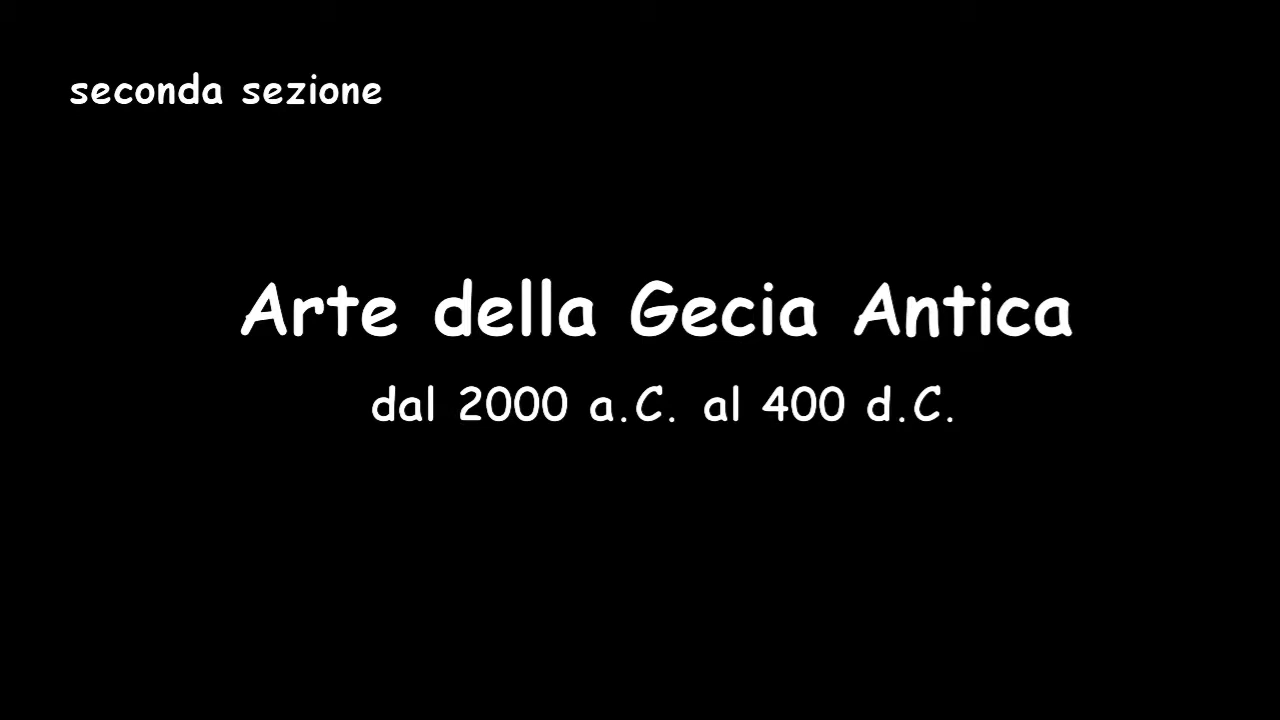 seconda sezione
Arte della Gecia Antica
dal 2000 a.C. al 400 d.C.